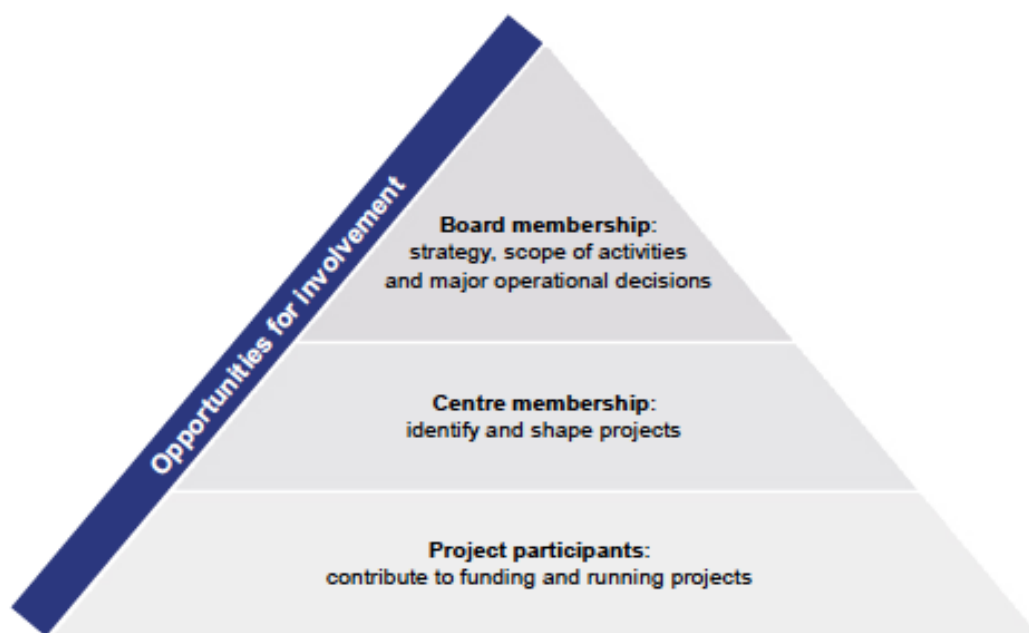 Opportunities for involvement
Board membership:
strategy, scope of activities
and major operational decisions
Centre membership:
identify and shape projects
Project participants:
contribute to funding and running projects